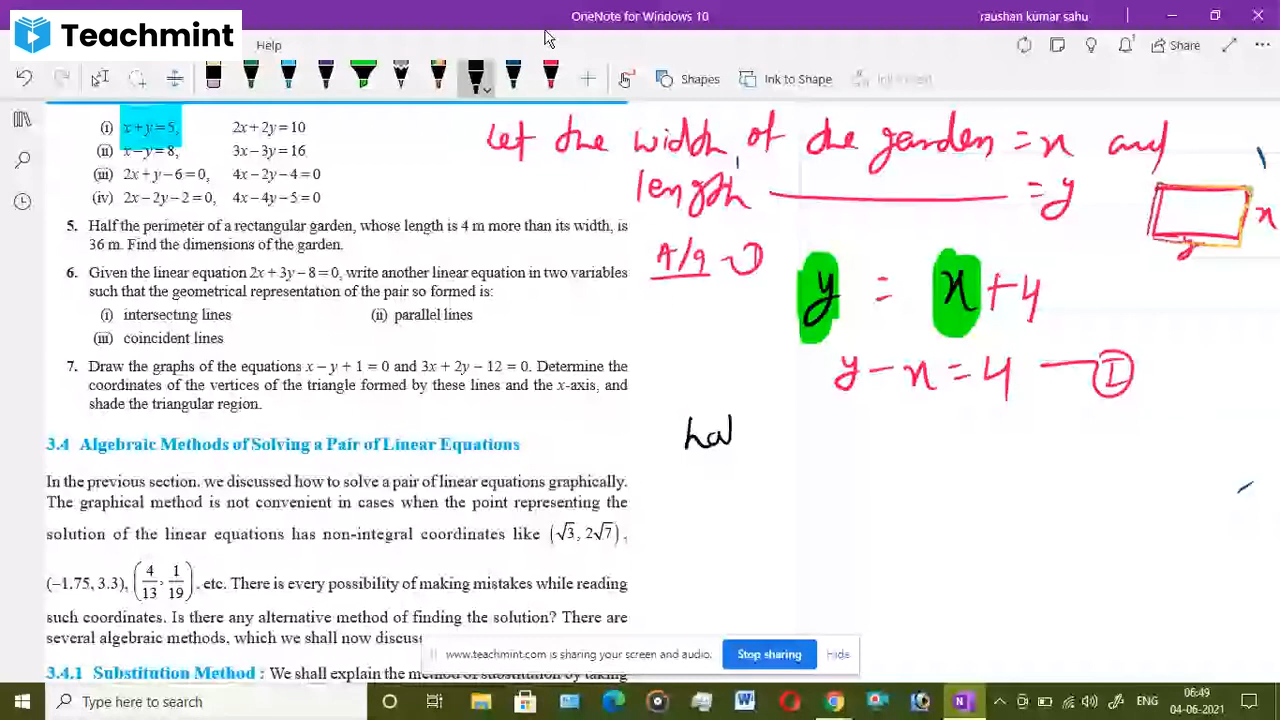 OneNote for Windows 10
raushan kumar sahu
Teachmint
Help
Share
Shapes
Ink to Shape
Ink to Math
(i) x + y = 5, 2x + 2y = 10
(ii) x – y = 8, 3x – 3y = 16
(iii) 2x + y – 6 = 0, 4x – 2y – 4 = 0
(iv) 2x – 2y – 2 = 0, 4x – 4y – 5 = 0
5. Half the perimeter of a rectangular garden, whose length is 4 m more than its width, is
36 m. Find the dimensions of the garden.
6. Given the linear equation 2x + 3y – 8 = 0, write another linear equation in two variables
such that the geometrical representation of the pair so formed is:
(i) intersecting lines (ii) parallel lines
(iii) coincident lines
7. Draw the graphs of the equations x – y + 1 = 0 and 3x + 2y – 12 = 0. Determine the
coordinates of the vertices of the triangle formed by these lines and the x-axis, and
shade the triangular region.
3.4 Algebraic Methods of Solving a Pair of Linear Equations
In the previous section, we discussed how to solve a pair of linear equations graphically.
The graphical method is not convenient in cases when the point representing the
solution of the linear equations has non-integral coordinates like (√3, 2√7),
(–1.75, 3.3), (4/13, 1/19), etc. There is every possibility of making mistakes while reading
such coordinates. Is there any alternative method of finding the solution? There are
several algebraic methods, which we shall now discuss
3.4.1 Substitution Method : We shall explain the method of substitution by taking
Let the width of the garden = x and
length = y
x
y
A/q
y = x + 4
y – x = 4 — I
hal
www.teachmint.com is sharing your screen and audio.
Stop sharing
Hide
Type here to search
ENG
06:49
04-06-2021